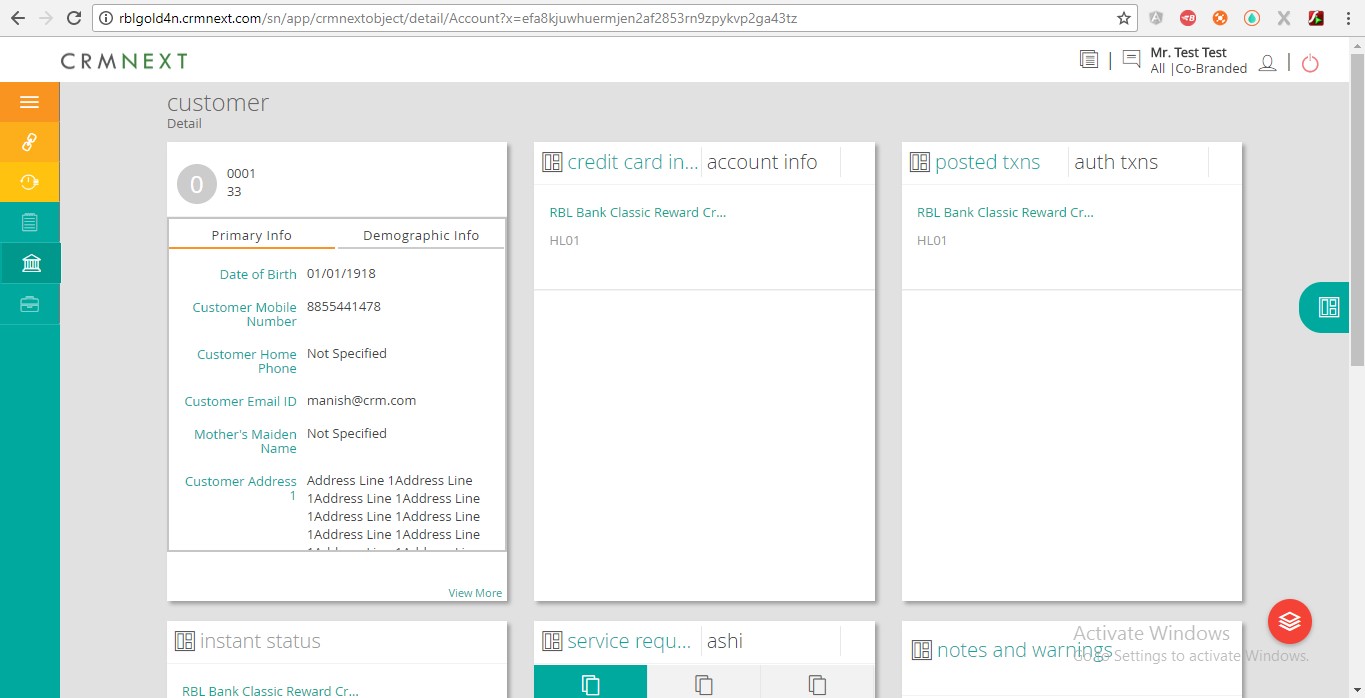 rblgold4n.crmnext.com/sn/app/crmnextobject/detail/Account?x=efa8kjuwhuermjen2af2853rn9zpykvp2ga43tz
CRMNEXT
Mr. Test Test
All |Co-Branded
customer
Detail
0
0001
33
Primary Info
Demographic Info
Date of Birth 01/01/1918
Customer Mobile Number 8855441478
Customer Home Phone Not Specified
Customer Email ID manish@crm.com
Mother's Maiden Name Not Specified
Customer Address 1
Address Line 1Address Line
1Address Line 1Address Line
1Address Line 1Address Line
1Address Line 1Address Line
View More
credit card in... account info
RBL Bank Classic Reward Cr...
HL01
posted txns auth txns
RBL Bank Classic Reward Cr...
HL01
instant status
RBL Bank Classic Reward Cr...
service requ... ashi
notes and warnings
Activate Windows
Go to Settings to activate Windows.